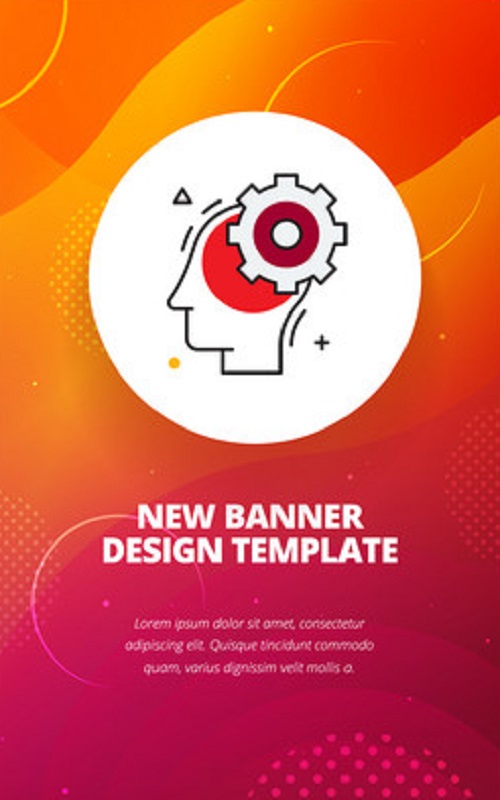 NEW BANNER
DESIGN TEMPLATE
Lorem ipsum dolor sit amet, consectetur
adipiscing elit. Quisque tincidunt commodo
quam, varius dignissim velit mollis a.